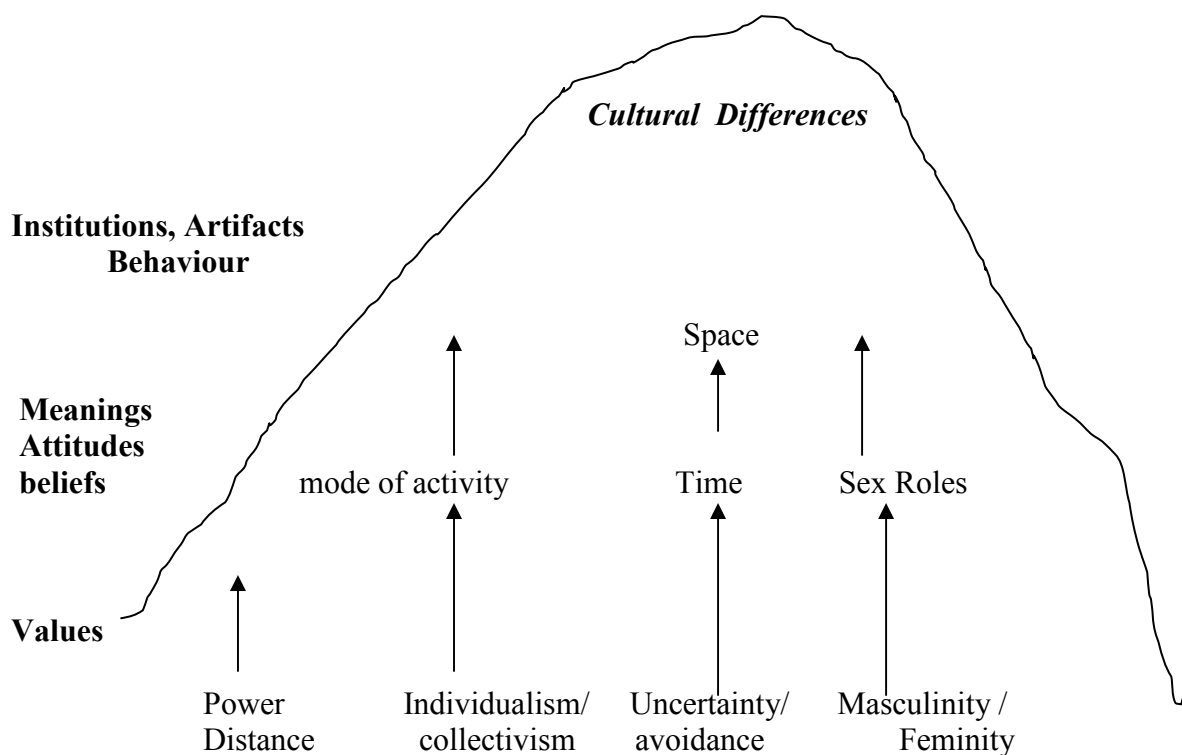 Cultural Differences
Institutions, Artifacts
Behaviour
Space
Meanings
Attitudes
beliefs
mode of activity
Time
Sex Roles
Values
Power
Distance
Individualism/
collectivism
Uncertainty/
avoidance
Masculinity /
Feminity